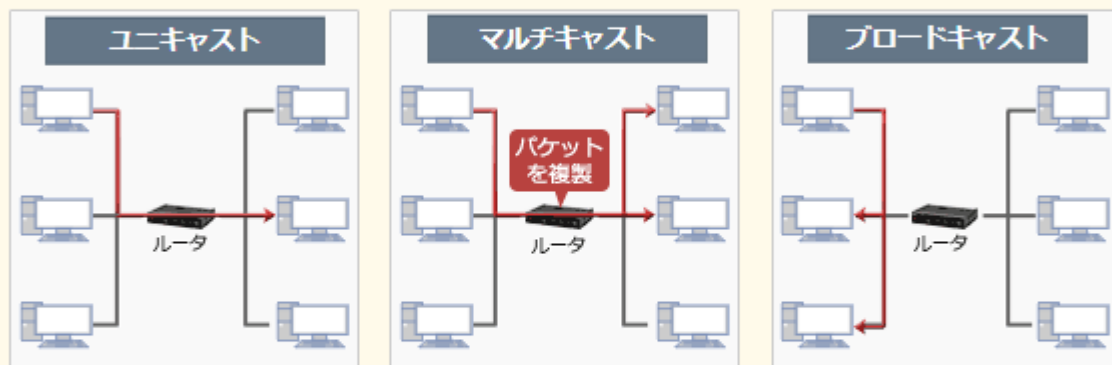 ユニキャスト
マルチキャスト
ブロードキャスト
パケット
を複製
ルータ
ルータ
ルータ